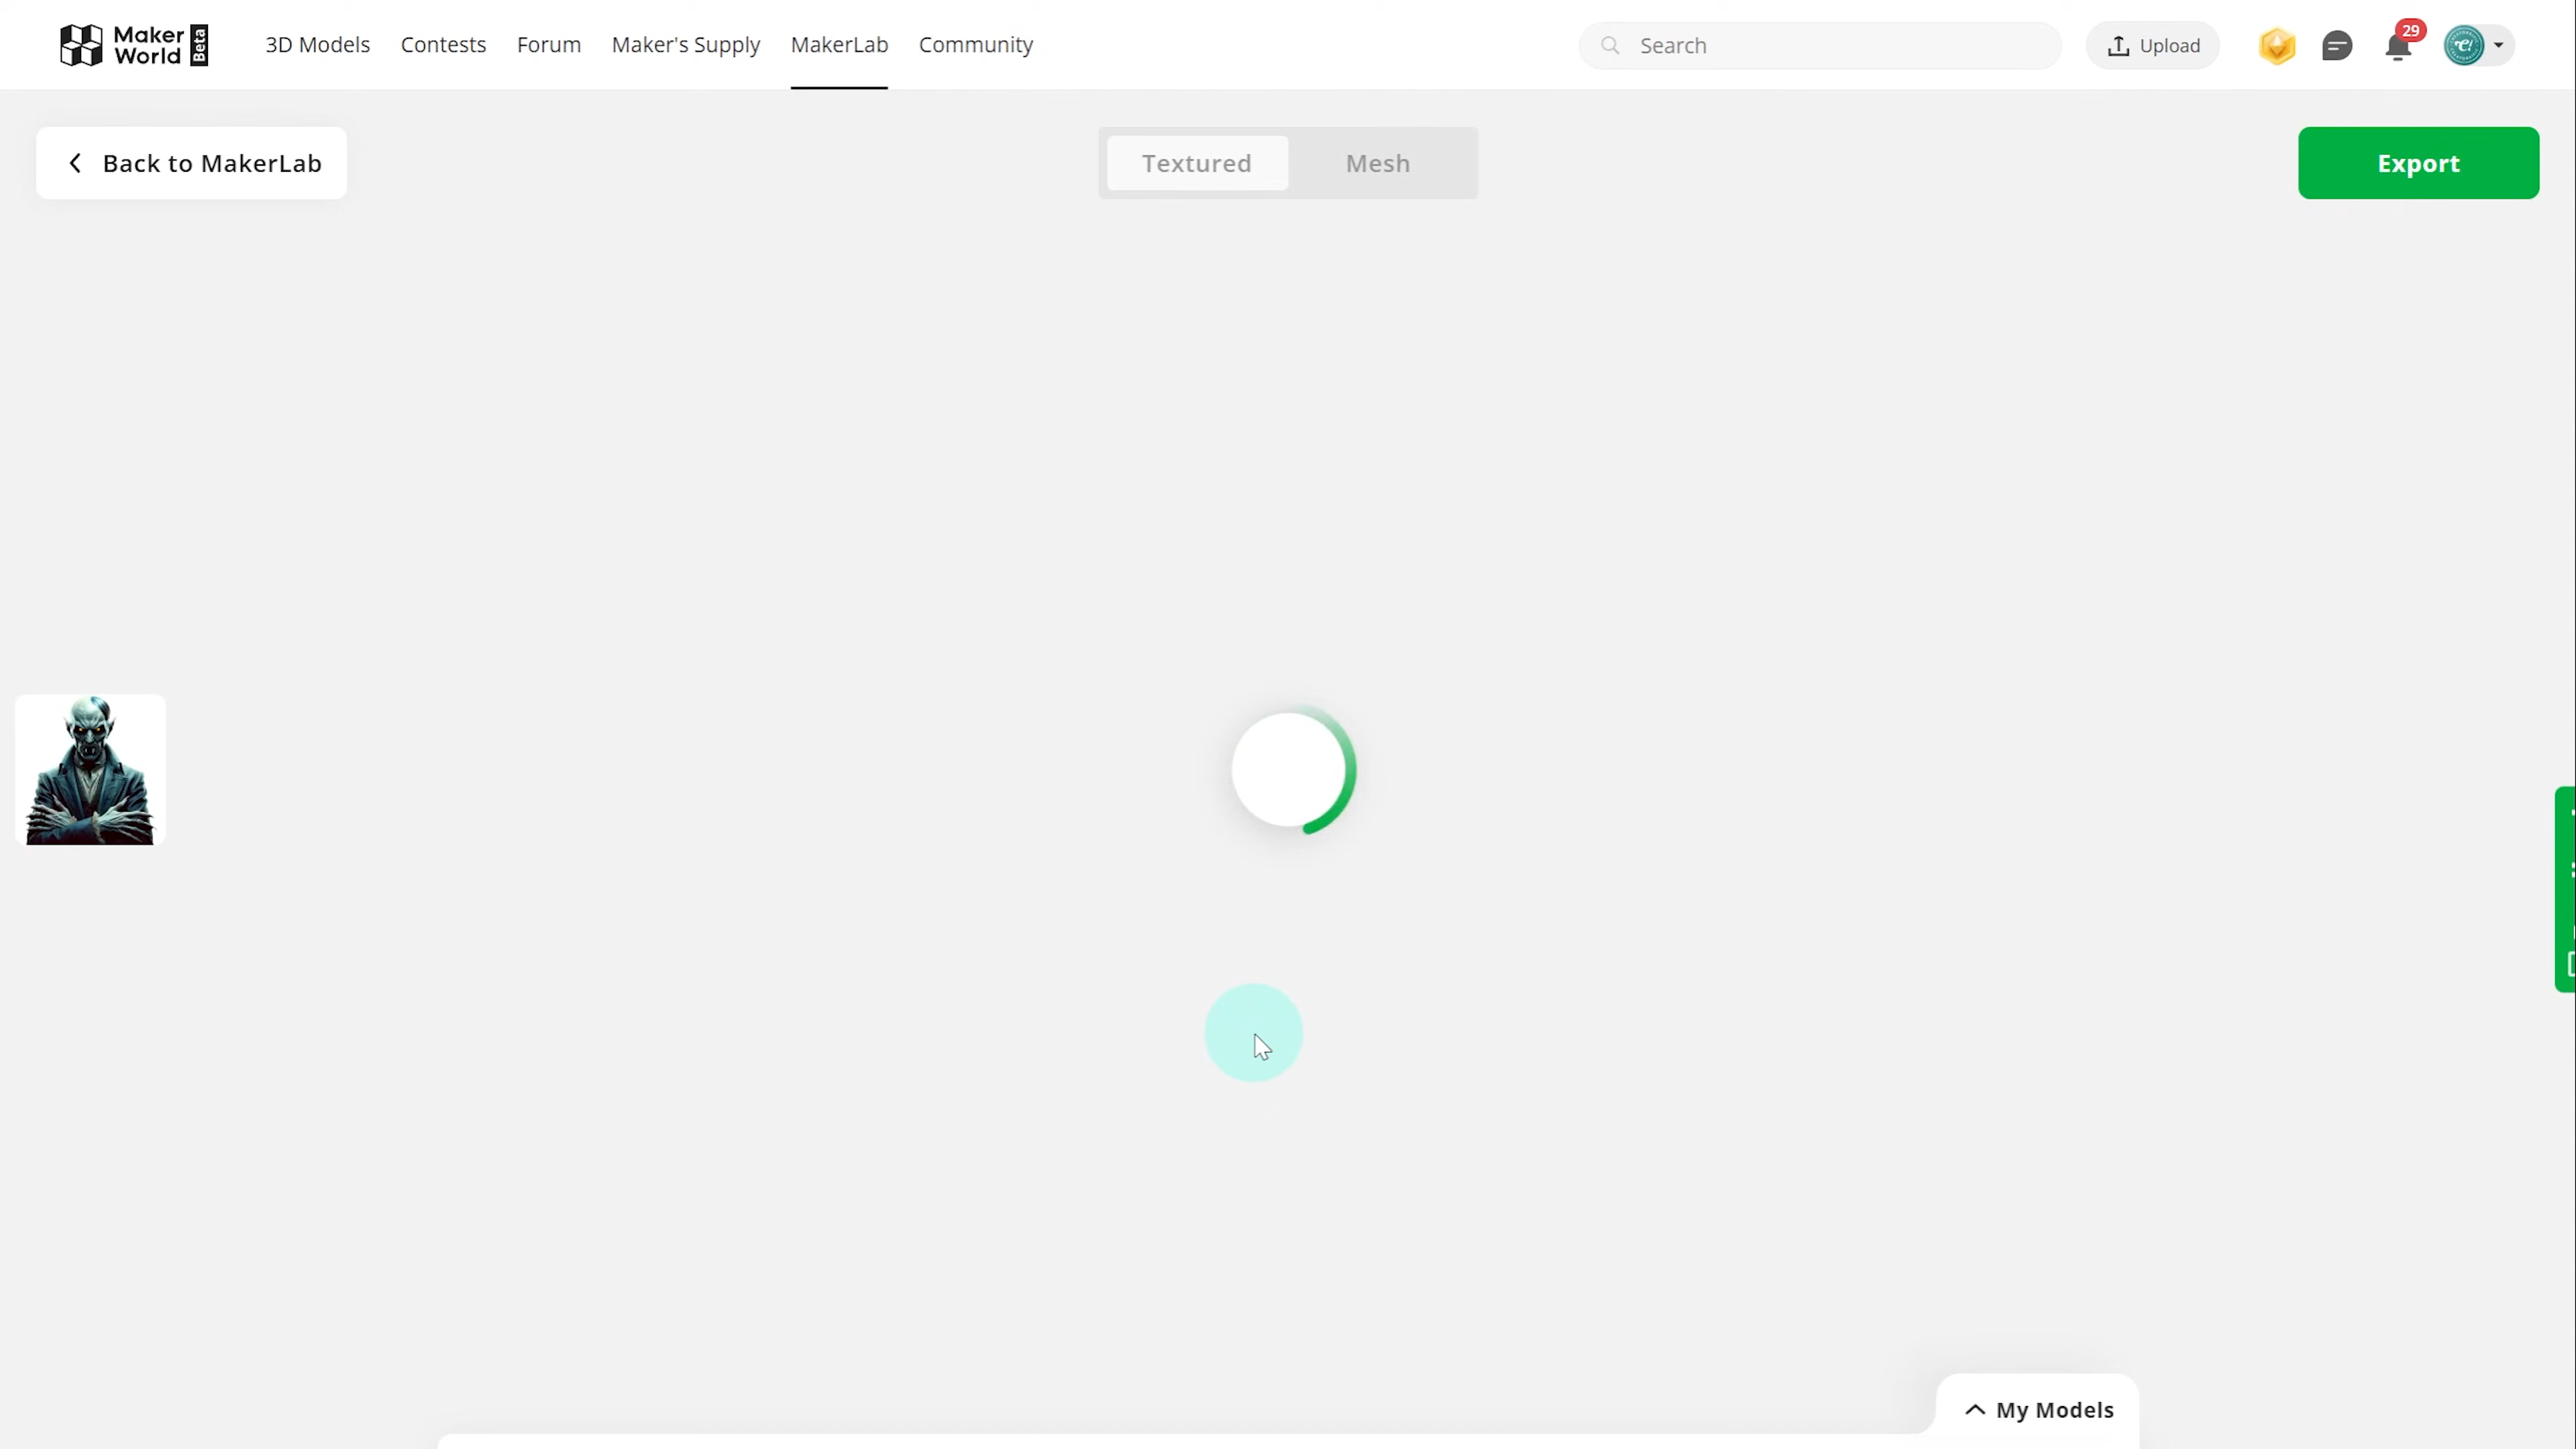 Maker
World
Beta
3D Models
Contests
Forum
Maker's Supply
MakerLab
Community
Search
Upload
29
e!
Back to MakerLab
Textured
Mesh
Export
My Models